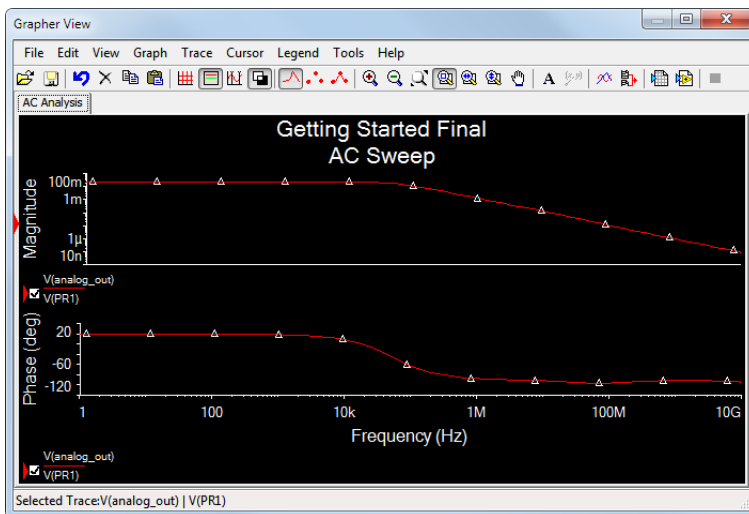 Grapher View
File Edit View Graph Trace Cursor Legend Tools Help
A (x,y)
AC Analysis
Getting Started Final
AC Sweep
Magnitude
100m
1m
1μ
10n
V(analog_out)
V(PR1)
Phase (deg)
20
-60
-120
1 100 10k 1M 100M 10G
Frequency (Hz)
V(analog_out)
V(PR1)
Selected Trace:V(analog_out) | V(PR1)